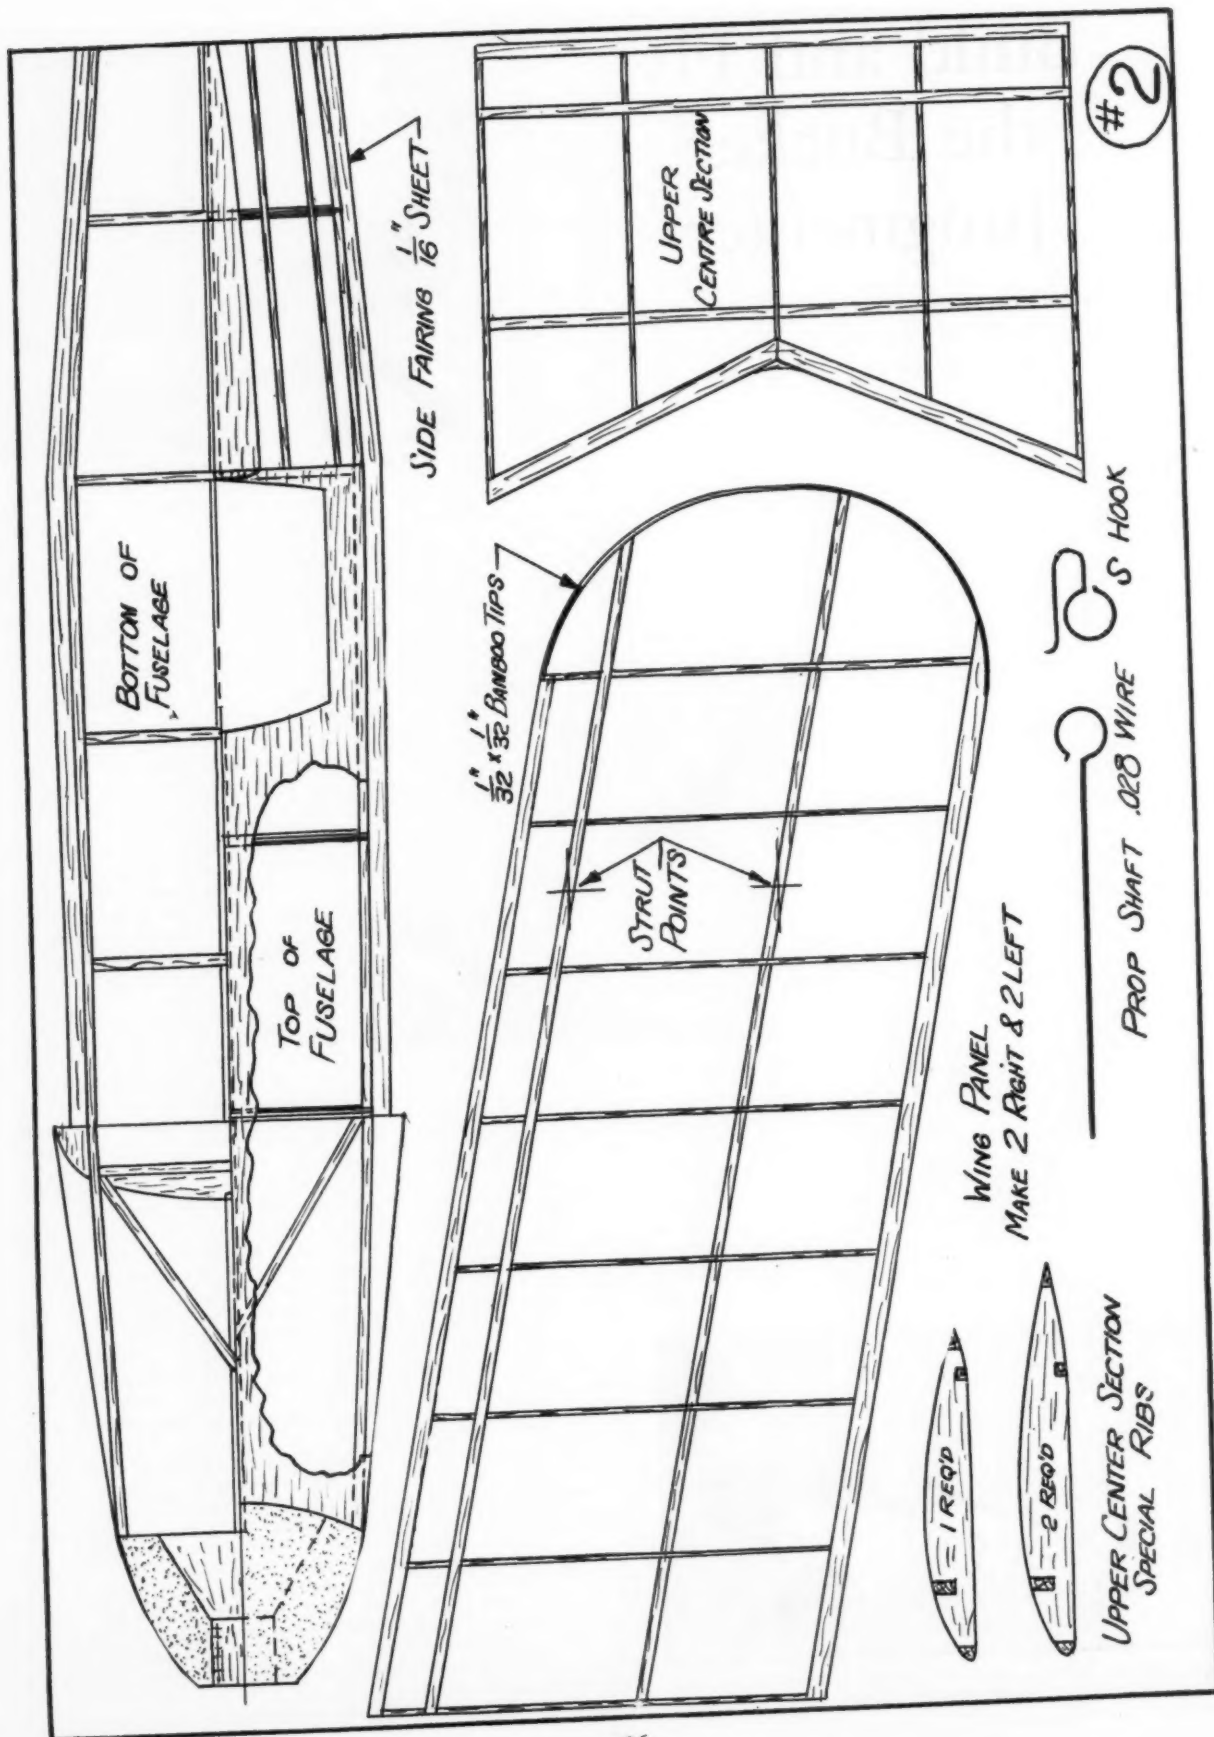 #2
BOTTOM OF
FUSELAGE
TOP OF
FUSELAGE
SIDE FAIRING 1/16" SHEET
UPPER
CENTRE SECTION
1/32" x 1/32" BAMBOO TIPS
STRUT
POINTS
WING PANEL
MAKE 2 RIGHT & 2 LEFT
PROP SHAFT .028 WIRE
S HOOK
1 REQ'D
2 REQ'D
UPPER CENTER SECTION
SPECIAL RIBS